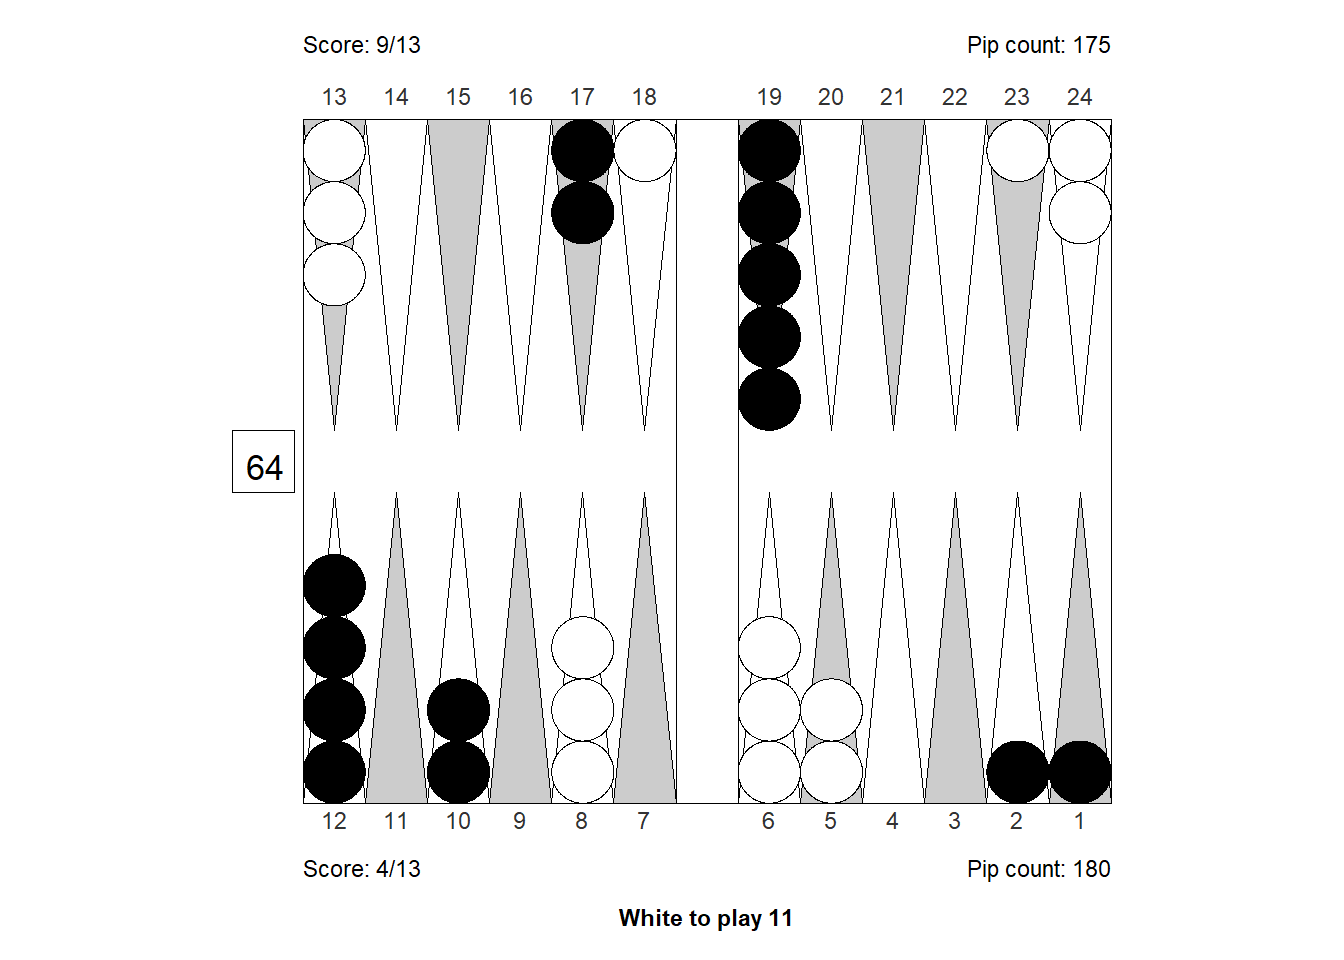 Score: 9/13 Pip count: 175
13 14 15 16 17 18 19 20 21 22 23 24
64
12 11 10 9 8 7 6 5 4 3 2 1
Score: 4/13 Pip count: 180
White to play 11